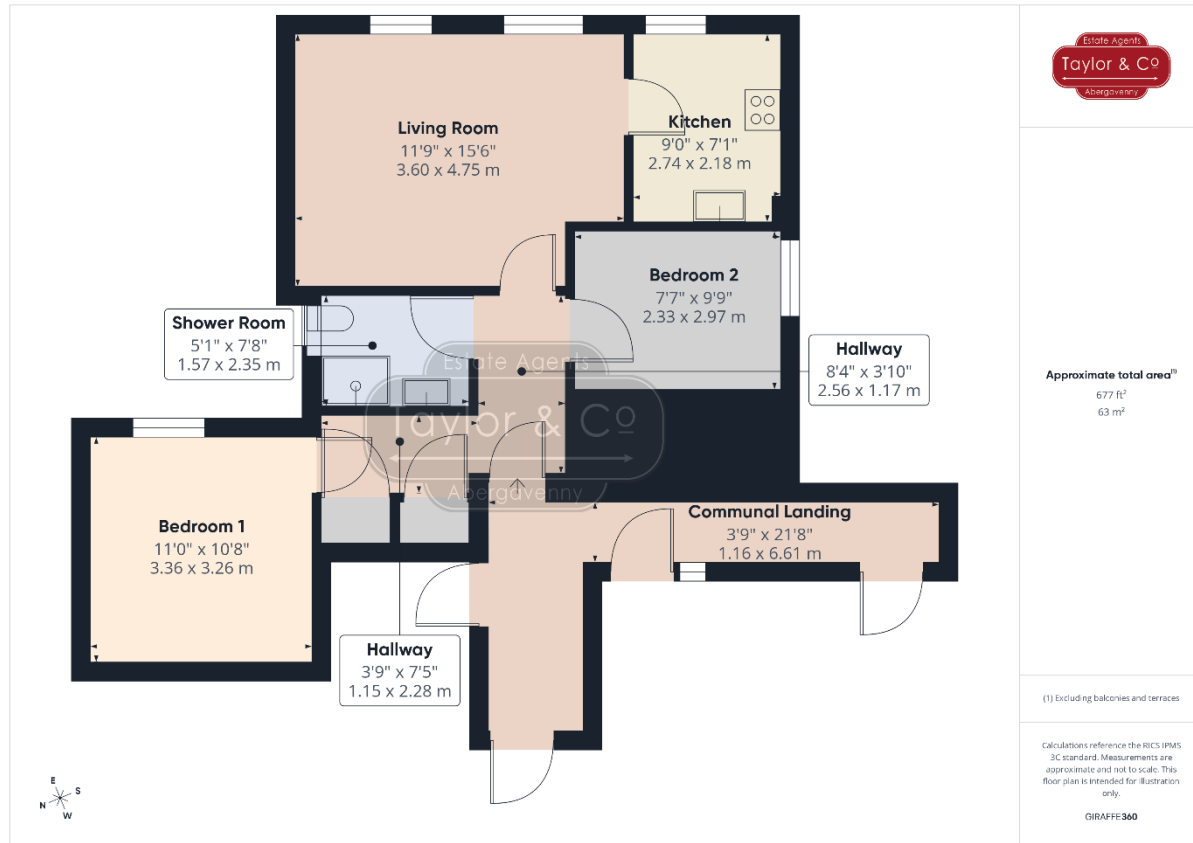 Living Room
11'9" x 15'6"
3.60 x 4.75 m
Kitchen
9'0" x 7'1"
2.74 x 2.18 m
Bedroom 2
7'7" x 9'9"
2.33 x 2.97 m
Shower Room
5'1" x 7'8"
1.57 x 2.35 m
Hallway
8'4" x 3'10"
2.56 x 1.17 m
Estate Agents
Taylor & Co
Abergavenny
Bedroom 1
11'0" x 10'8"
3.36 x 3.26 m
Communal Landing
3'9" x 21'8"
1.16 x 6.61 m
Hallway
3'9" x 7'5"
1.15 x 2.28 m
E
S
N
W
Estate Agents
Taylor & Co
Abergavenny
Approximate total area(1)
677 ft²
63 m²
(1) Excluding balconies and terraces
Calculations reference the RICS IPMS
3C standard. Measurements are
approximate and not to scale. This
floor plan is intended for illustration
only.
GIRAFFE360